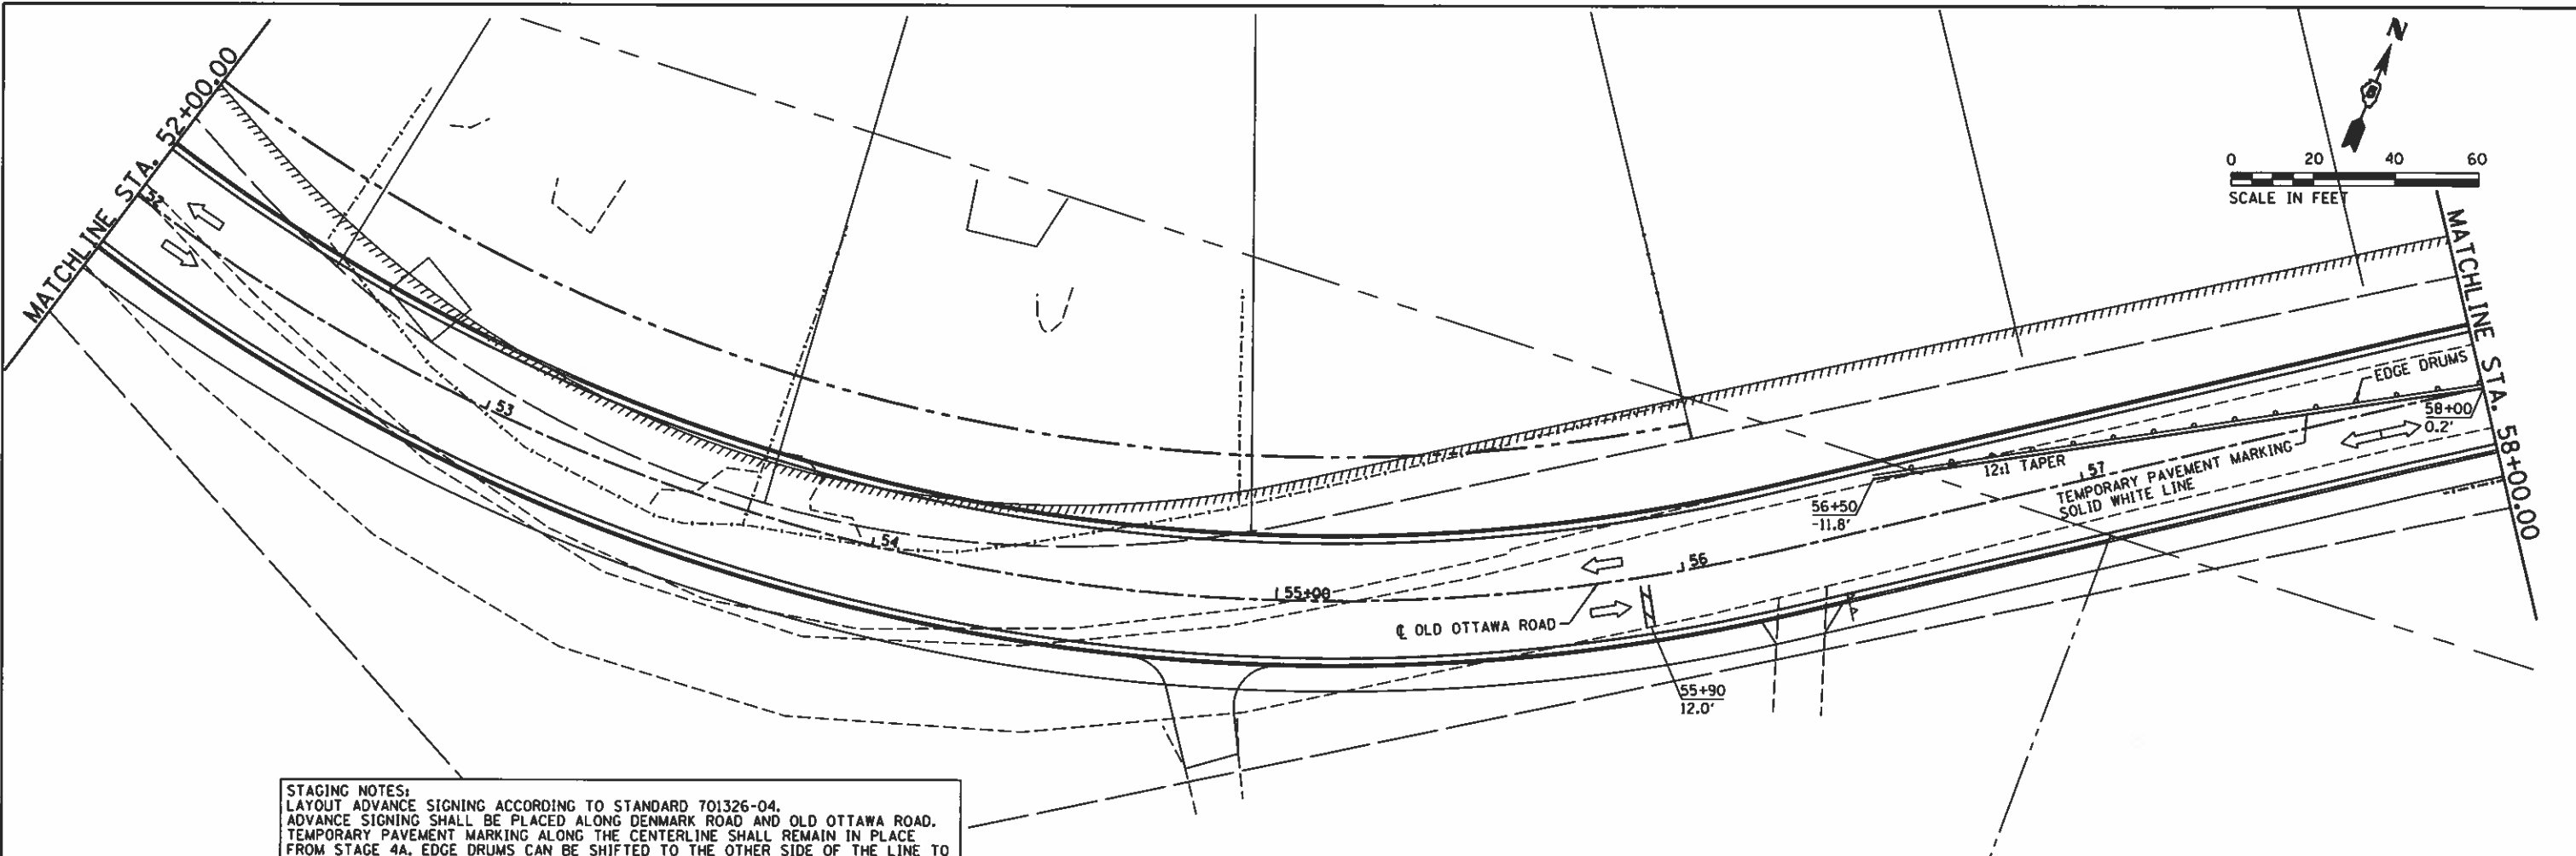 MATCHLINE STA. 52+00.00
52
53
54
55+00
56
57
℄ OLD OTTAWA ROAD
55+90
12.0'
56+50
-11.8'
12:1 TAPER
TEMPORARY PAVEMENT MARKING
SOLID WHITE LINE
EDGE DRUMS
58+00
0.2'
MATCHLINE STA. 58+00.00
N
0 20 40 60
SCALE IN FEET
STAGING NOTES:
LAYOUT ADVANCE SIGNING ACCORDING TO STANDARD 701326-04.
ADVANCE SIGNING SHALL BE PLACED ALONG DENMARK ROAD AND OLD OTTAWA ROAD.
TEMPORARY PAVEMENT MARKING ALONG THE CENTERLINE SHALL REMAIN IN PLACE
FROM STAGE 4A. EDGE DRUMS CAN BE SHIFTED TO THE OTHER SIDE OF THE LINE TO